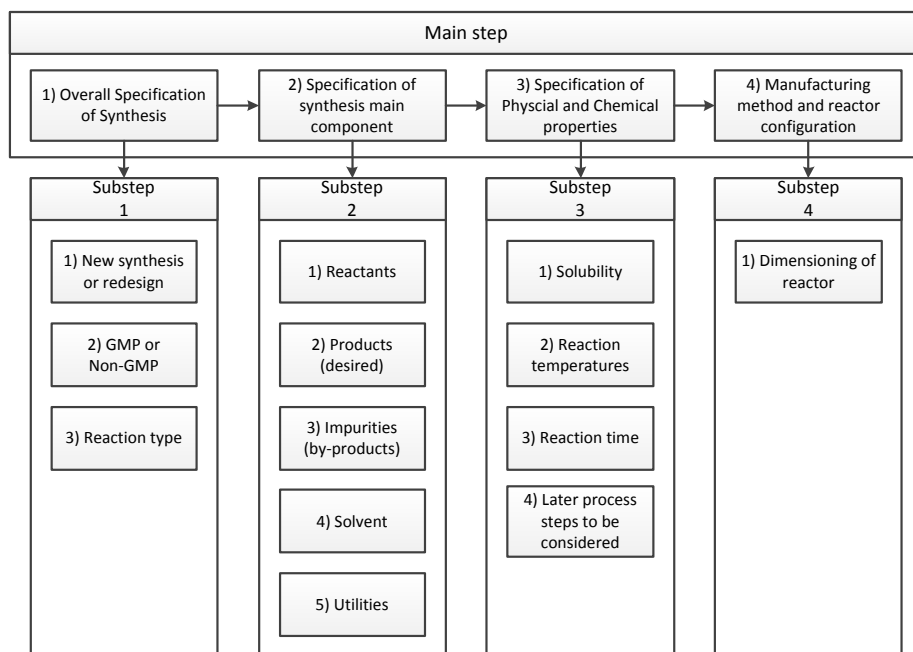 Main step
1) Overall Specification
of Synthesis
2) Specification of
synthesis main
component
3) Specification of
Physcial and Chemical
properties
4) Manufacturing
method and reactor
configuration
Substep
1
1) New synthesis
or redesign
2) GMP or
Non-GMP
3) Reaction type
Substep
2
1) Reactants
2) Products
(desired)
3) Impurities
(by-products)
4) Solvent
5) Utilities
Substep
3
1) Solubility
2) Reaction
temperatures
3) Reaction time
4) Later process
steps to be
considered
Substep
4
1) Dimensioning of
reactor